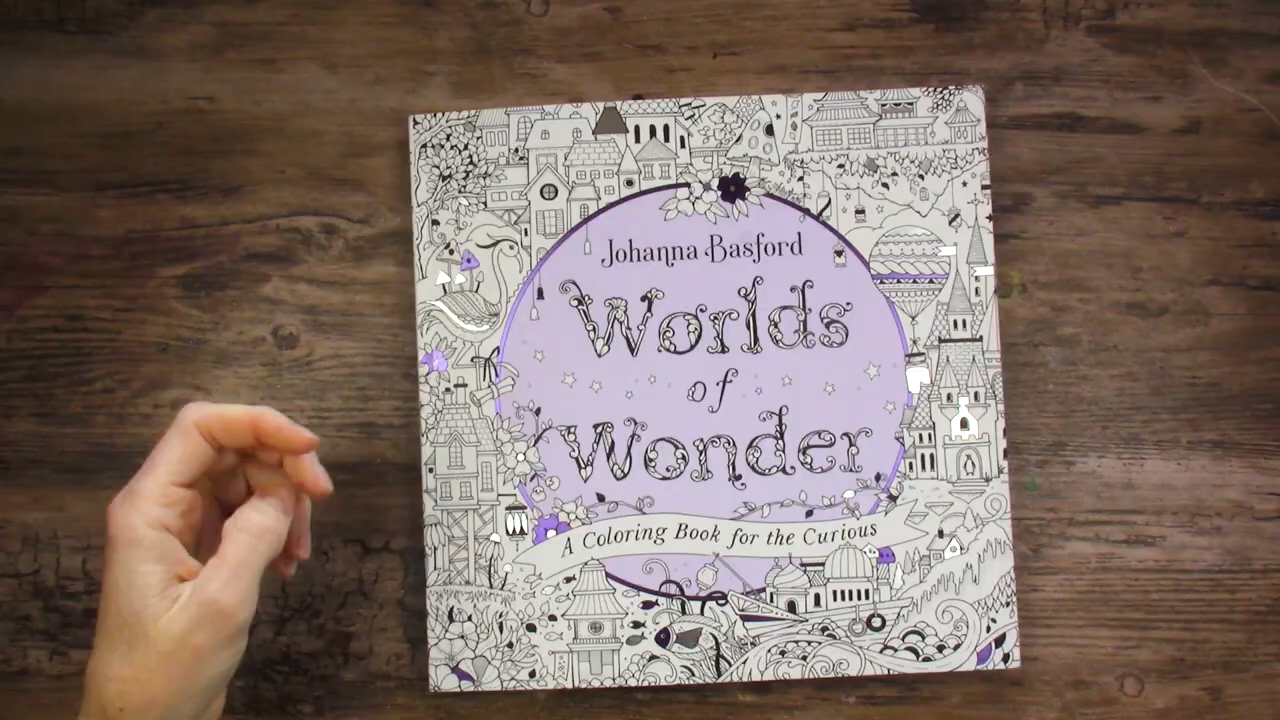 Johanna Basford
Worlds
of
Wonder
A Coloring Book for the Curious